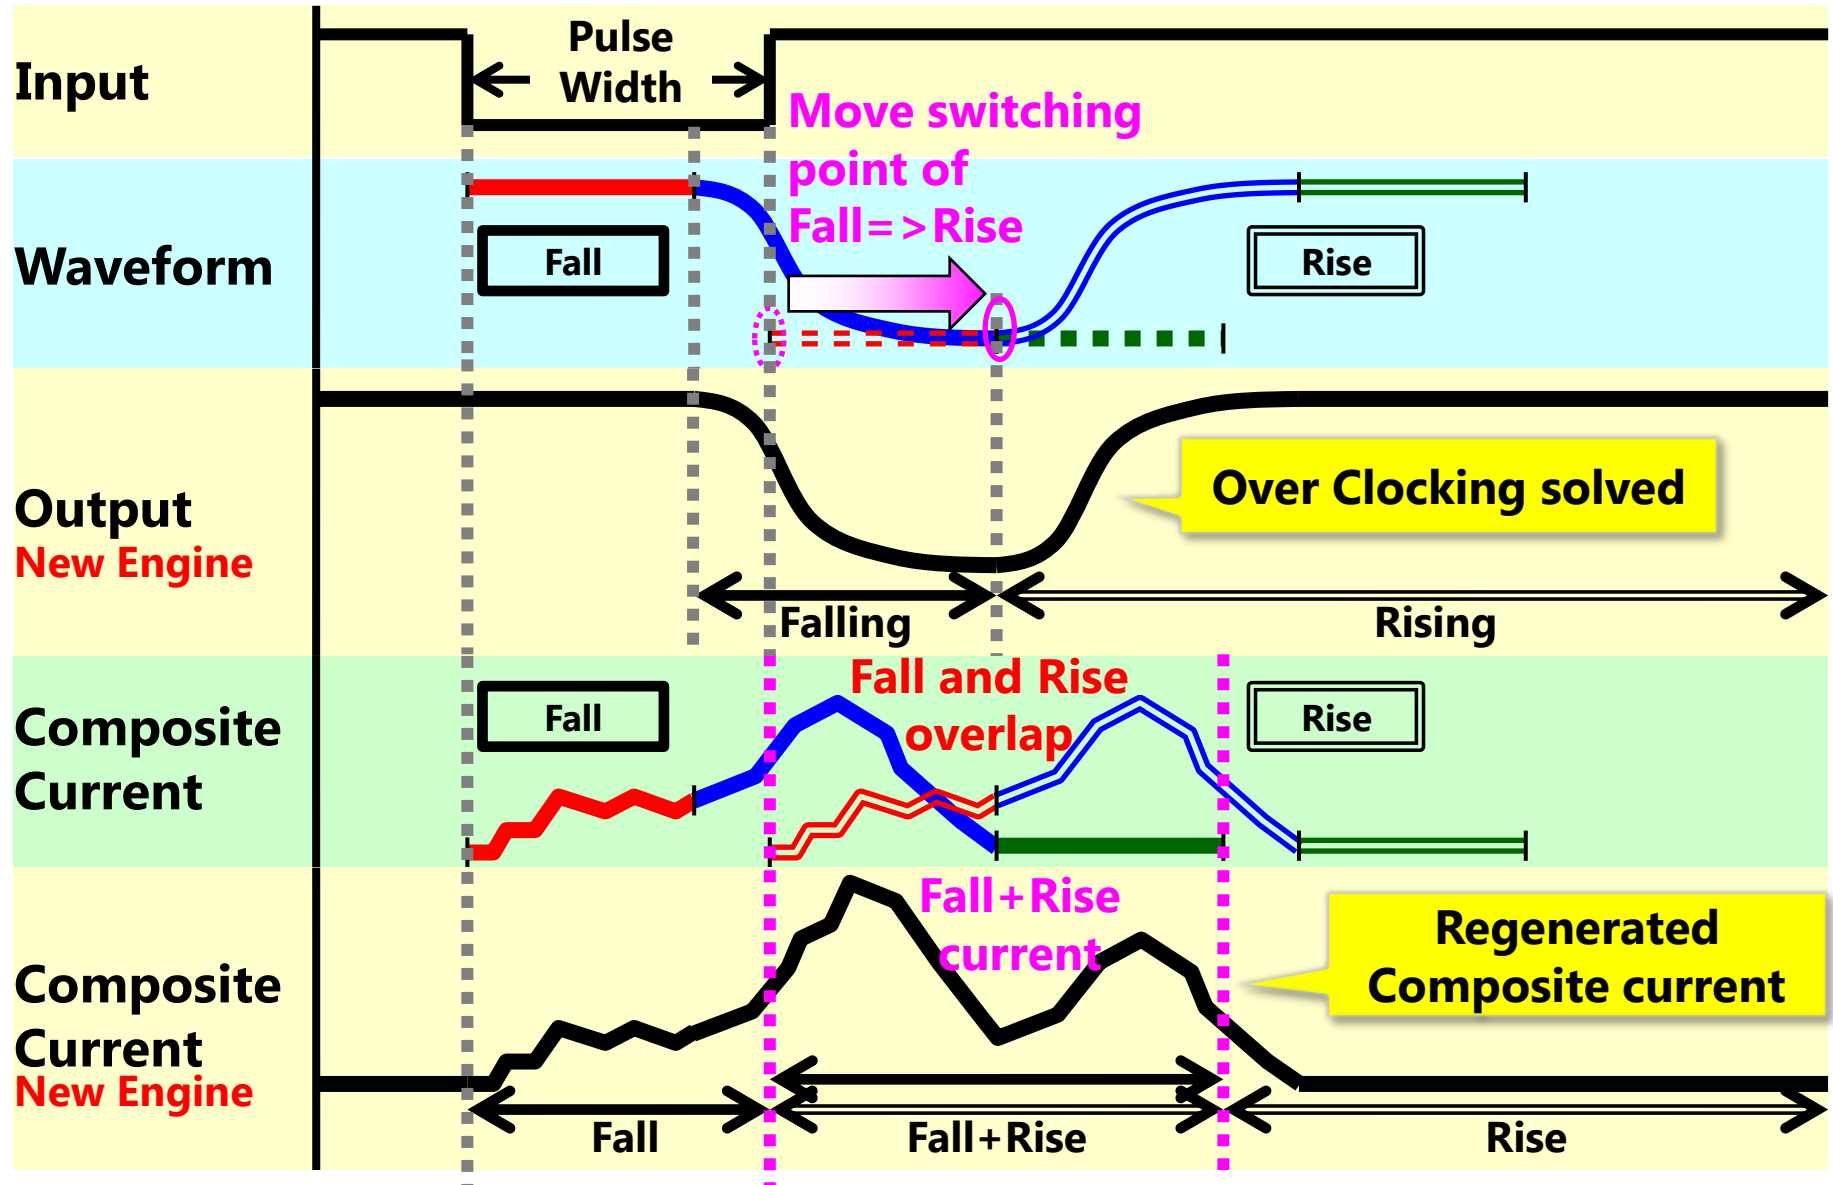 Input
Pulse
Width
Move switching
point of
Fall=>Rise
Waveform
Fall
Rise
Output
New Engine
Over Clocking solved
Falling
Rising
Composite
Current
Fall
Fall and Rise
overlap
Rise
Composite
Current
New Engine
Fall+Rise
current
Regenerated
Composite current
Fall
Fall+Rise
Rise